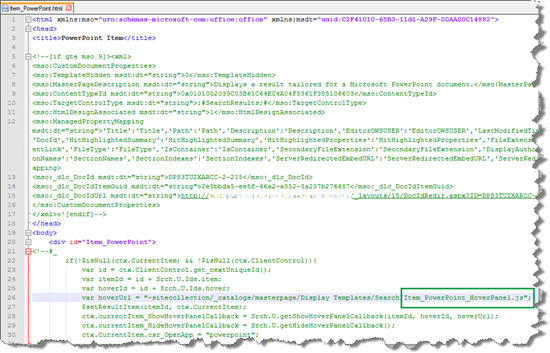 Item_PowerPoint.html
1 <html xmlns:mso="urn:schemas-microsoft-com:office:office" xmlns:msdt="uuid:C2F41010-65B3-11d1-A29F-00AA00C14882">
2 <head>
3 <title>PowerPoint Item</title>
4
5 <!--[if gte mso 9]><xml>
6 <mso:CustomDocumentProperties>
7 <mso:TemplateHidden msdt:dt="string">0</mso:TemplateHidden>
8 <mso:MasterPageDescription msdt:dt="string">Displays a result tailored for a Microsoft PowerPoint document.</mso:MasterPa
9 <mso:ContentTypeId msdt:dt="string">0x0101002039C03B61C64EC4A04F5361F385106603</mso:ContentTypeId>
10 <mso:TargetControlType msdt:dt="string">;#SearchResults;#</mso:TargetControlType>
11 <mso:HtmlDesignAssociated msdt:dt="string">1</mso:HtmlDesignAssociated>
12 <mso:ManagedPropertyMapping
msdt:dt="string">'Title':'Title','Path':'Path','Description':'Description','EditorOWSUSER':'EditorOWSUSER','LastModifiedTi
'DocId','HitHighlightedSummary':'HitHighlightedSummary','HitHighlightedProperties':'HitHighlightedProperties','FileExtens
entLink','FileType':'FileType','IsContainer':'IsContainer','SecondaryFileExtension':'SecondaryFileExtension','DisplayAutho
onNames':'SectionNames','SectionIndexes':'SectionIndexes','ServerRedirectedEmbedURL':'ServerRedirectedEmbedURL','ServerR
apping>
13 <mso:_dlc_DocId msdt:dt="string">DPS3TUZXARCC-2-215</mso:_dlc_DocId>
14 <mso:_dlc_DocIdItemGuid msdt:dt="string">2e5bbda5-ee8f-46a2-a352-3a237b274687</mso:_dlc_DocIdItemGuid>
15 <mso:_dlc_DocIdUrl msdt:dt="string">http:// _layouts/15/DocIdRedir.aspx?ID=DPS3TUZXARCC-
16 </mso:CustomDocumentProperties>
17 </xml><![endif]-->
18 </head>
19 <body>
20 <div id="Item_PowerPoint">
21 <!--#_
22 if(!$isNull(ctx.CurrentItem) && !$isNull(ctx.ClientControl)){
23 var id = ctx.ClientControl.get_nextUniqueId();
24 var itemId = id + Srch.U.Ids.item;
25 var hoverId = id + Srch.U.Ids.hover;
26 var hoverUrl = "~sitecollection/_catalogs/masterpage/Display Templates/Search/Item_PowerPoint_HoverPanel.js";
27 $setResultItem(itemId, ctx.CurrentItem);
28 ctx.currentItem_ShowHoverPanelCallback = Srch.U.getShowHoverPanelCallback(itemId, hoverId, hoverUrl);
29 ctx.currentItem_HideHoverPanelCallback = Srch.U.getHideHoverPanelCallback();
30 ctx.CurrentItem.csr_OpenApp = "powerpoint";